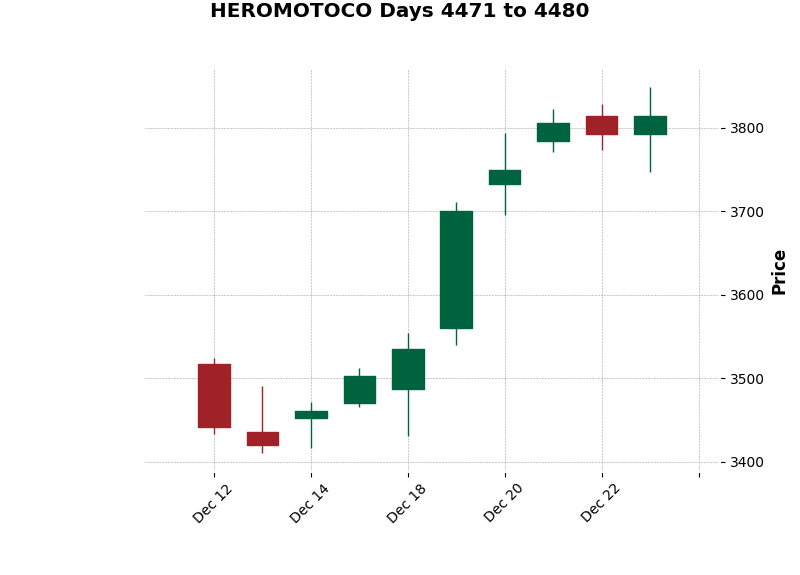 HEROMOTOCO Days 4471 to 4480
3800
3700
3600
3500
3400
Price
Dec 12
Dec 14
Dec 18
Dec 20
Dec 22